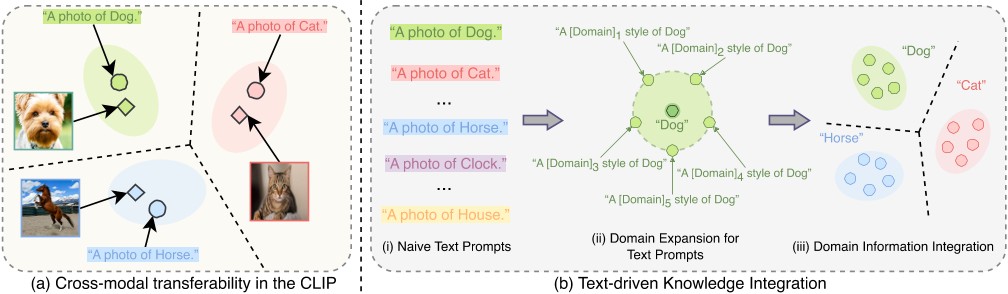 “A photo of Dog.”
“A photo of Cat.”
“A photo of Horse.”
(a) Cross-modal transferability in the CLIP
“A photo of Dog.”
“A photo of Cat.”
...
“A photo of Horse.”
“A photo of Clock.”
...
“A photo of House.”
(i) Naive Text Prompts
“A [Domain]1 style of Dog”
“A [Domain]2 style of Dog”
“Dog”
“A [Domain]3 style of Dog”
“A [Domain]4 style of Dog”
“A [Domain]5 style of Dog”
(ii) Domain Expansion for
Text Prompts
“Dog”
“Cat”
“Horse”
(iii) Domain Information Integration
(b) Text-driven Knowledge Integration